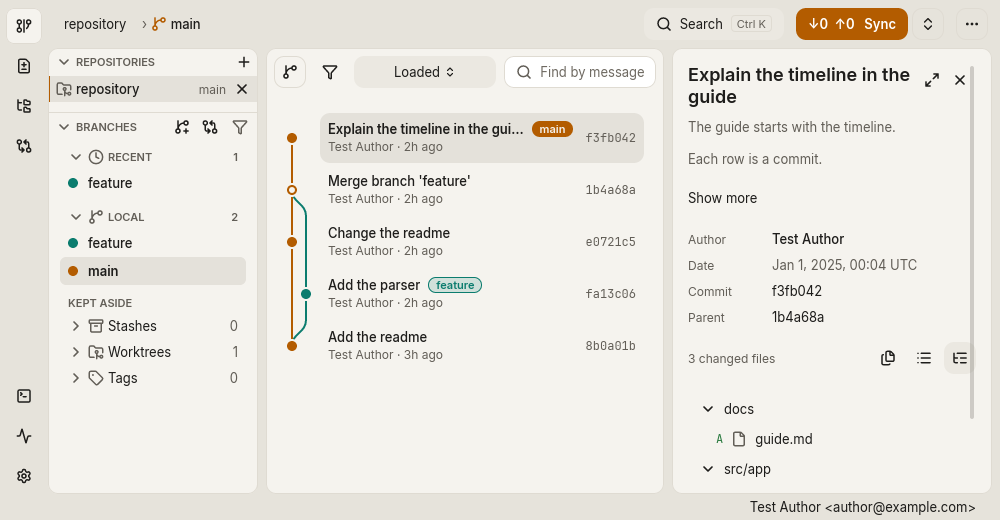 repository › main
Search Ctrl K
↓0 ↑0 Sync
REPOSITORIES
repository main
BRANCHES
RECENT 1
feature
LOCAL 2
feature
main
KEPT ASIDE
Stashes 0
Worktrees 1
Tags 0
Loaded
Find by message
Explain the timeline in the gui... main f3fb042
Test Author · 2h ago
Merge branch 'feature' 1b4a68a
Test Author · 2h ago
Change the readme e0721c5
Test Author · 2h ago
Add the parser feature fa13c06
Test Author · 2h ago
Add the readme 8b0a01b
Test Author · 3h ago
Explain the timeline in the
guide
The guide starts with the timeline.
Each row is a commit.
Show more
Author Test Author
Date Jan 1, 2025, 00:04 UTC
Commit f3fb042
Parent 1b4a68a
3 changed files
docs
A guide.md
src/app
Test Author <author@example.com>